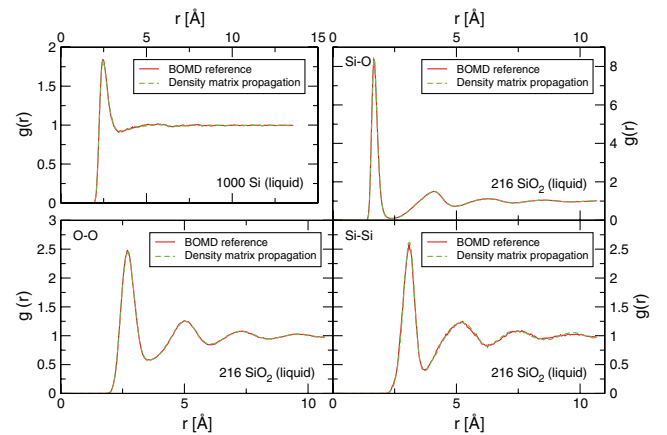 r [Å]
0 5 10 15
g(r)
2
1.5
1
0.5
0
BOMD reference
Density matrix propagation
1000 Si (liquid)
r [Å]
0 5 10
Si-O
BOMD reference
Density matrix propagation
216 SiO₂ (liquid)
8
6
4
2
0
g(r)
O-O
g(r)
3
2.5
2
1.5
1
0.5
0
BOMD reference
Density matrix propagation
216 SiO₂ (liquid)
0 5 10
r [Å]
Si-Si
BOMD reference
Density matrix propagation
216 SiO₂ (liquid)
2.5
2
1.5
1
0.5
0
g(r)
0 5 10
r [Å]